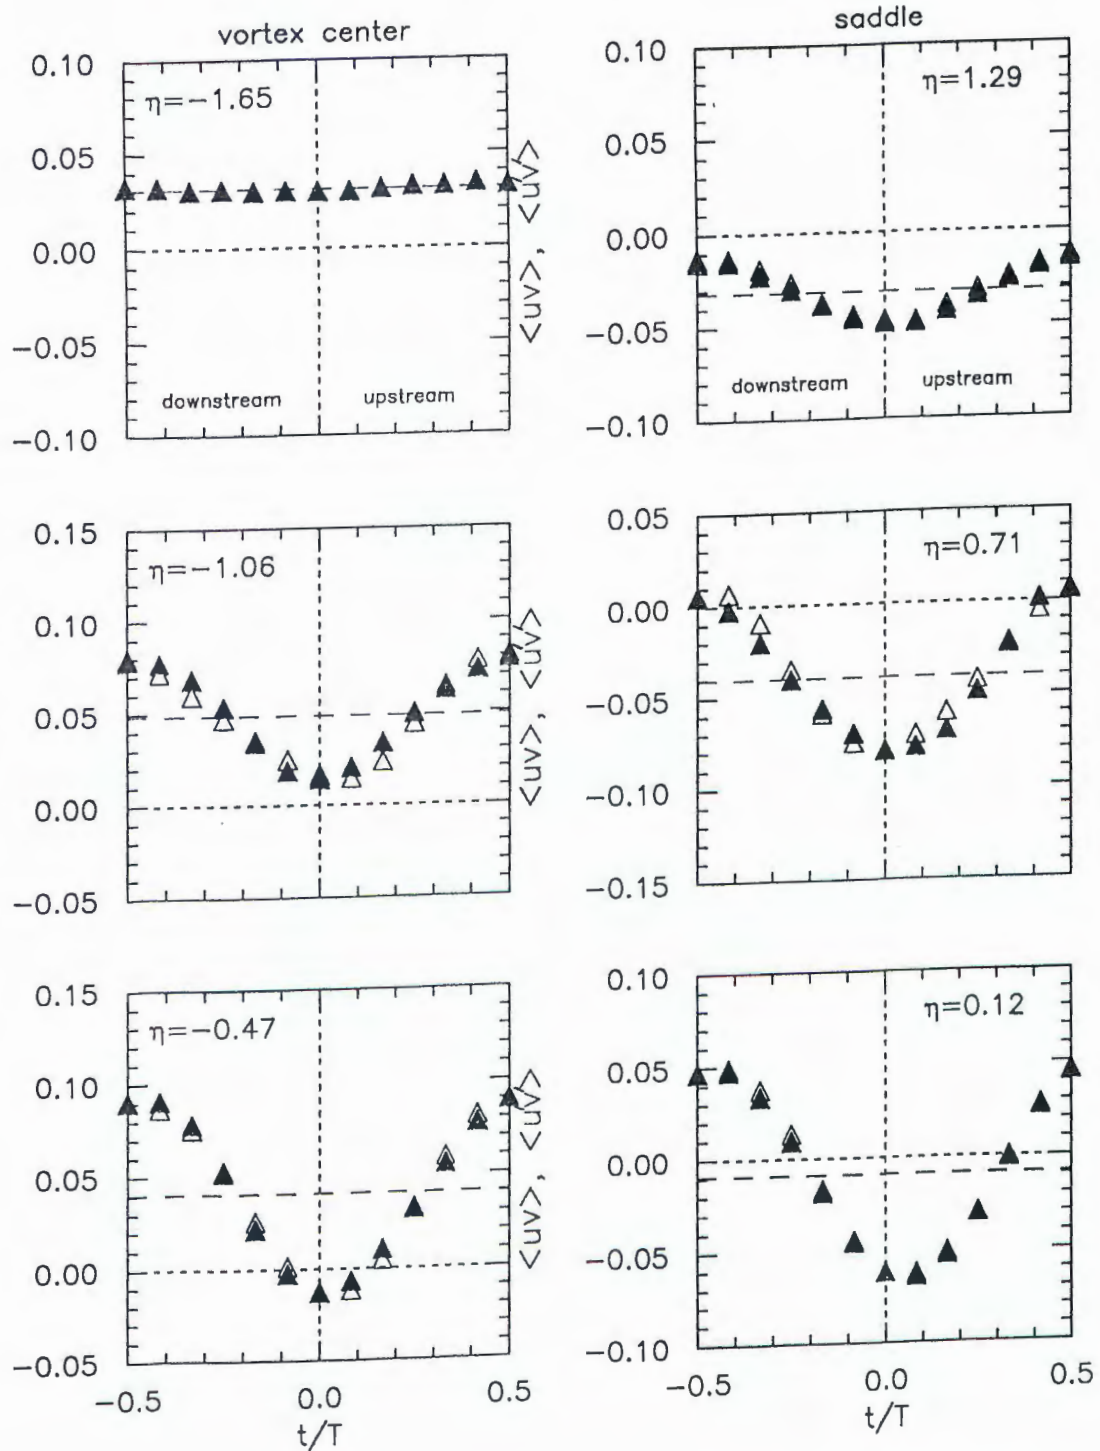 vortex center
saddle
η=−1.65
0.10
0.05
0.00
−0.05
−0.10
downstream
upstream
<uv>, <uv>
η=1.29
0.10
0.05
0.00
−0.05
−0.10
downstream
upstream
η=−1.06
0.15
0.10
0.05
0.00
−0.05
<uv>, <uv>
η=0.71
0.05
0.00
−0.05
−0.10
−0.15
η=−0.47
0.15
0.10
0.05
0.00
−0.05
−0.5
0.0
0.5
t/T
<uv>, <uv>
η=0.12
0.10
0.05
0.00
−0.05
−0.10
−0.5
0.0
0.5
t/T